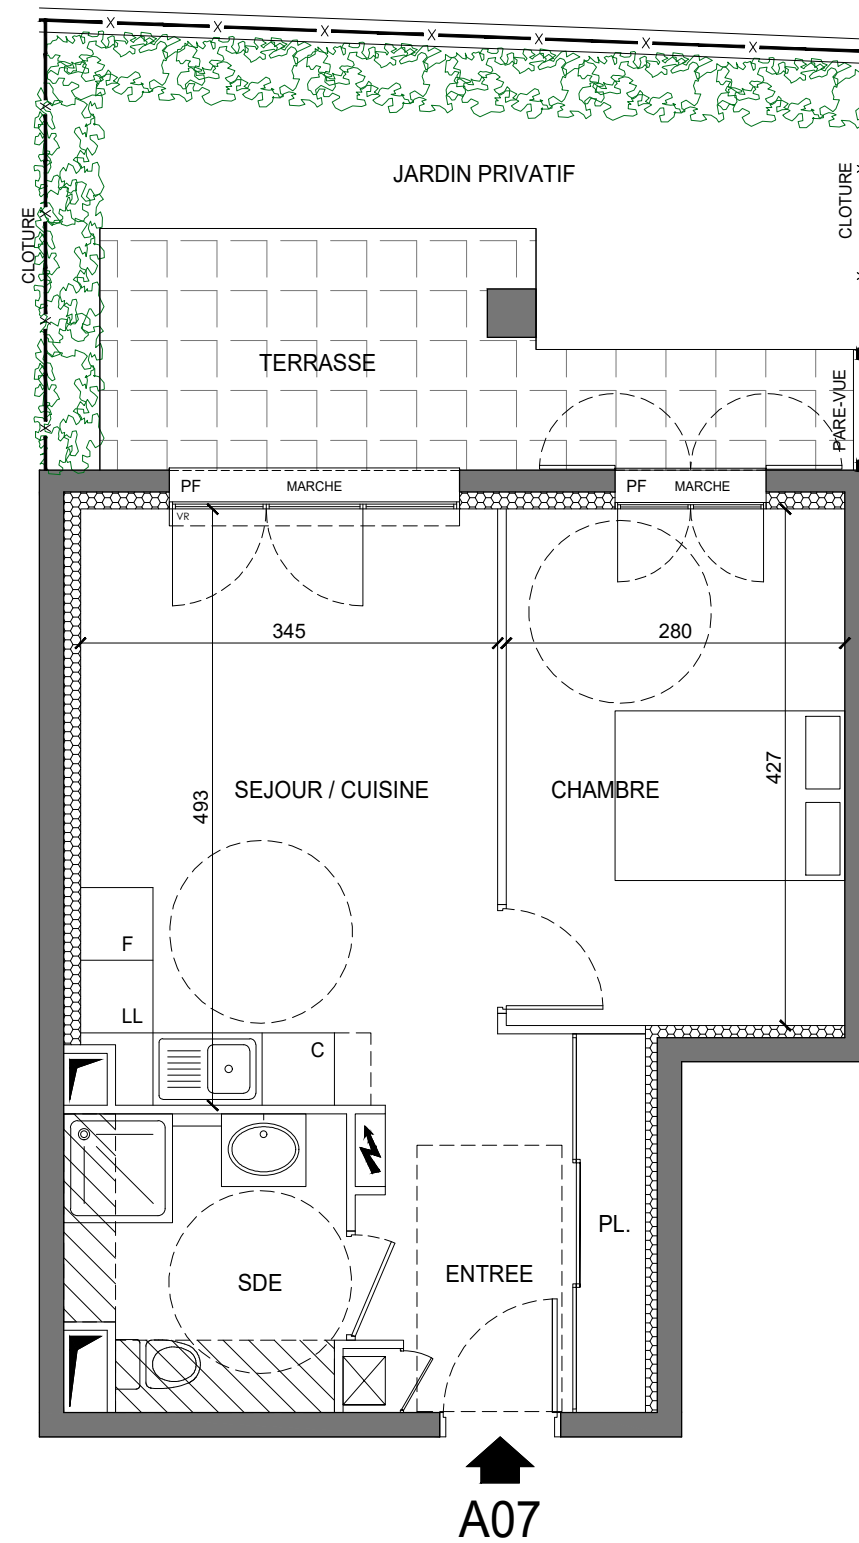 JARDIN PRIVATIF
CLOTURE
CLOTURE
TERRASSE
PARE-VUE
PF
MARCHE
PF
MARCHE
VR
345
280
493
SEJOUR / CUISINE
CHAMBRE
427
F
LL
C
PL.
SDE
ENTREE
A07